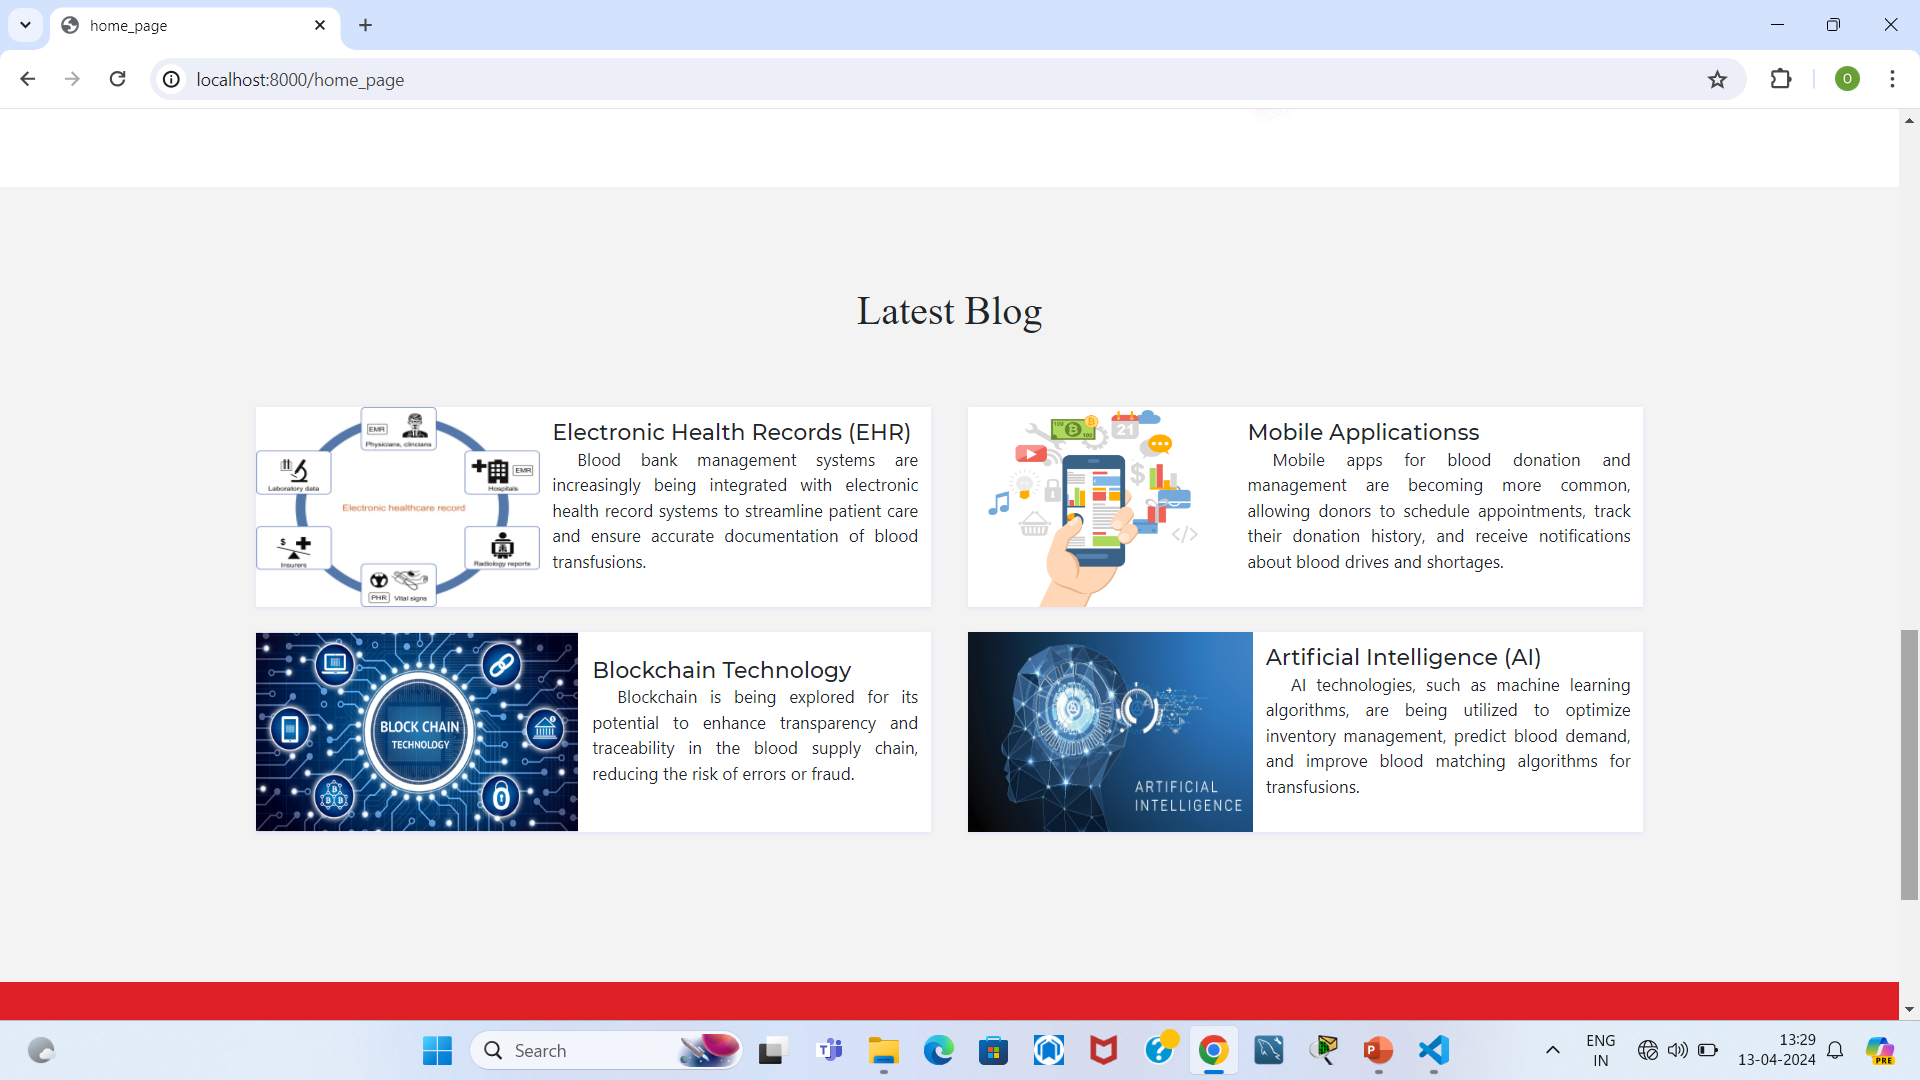 home_page
localhost:8000/home_page
O
Latest Blog
EMR
Physicians, clinicians
Laboratory data
EMR
Hospitals
Electronic healthcare record
$
Insurers
Radiology reports
PHR
Vital signs
Electronic Health Records (EHR)
Blood bank management systems are
increasingly being integrated with electronic
health record systems to streamline patient care
and ensure accurate documentation of blood
transfusions.
100
100
21
$
</>
Mobile Applicationss
Mobile apps for blood donation and
management are becoming more common,
allowing donors to schedule appointments, track
their donation history, and receive notifications
about blood drives and shortages.
BLOCK CHAIN
TECHNOLOGY
Blockchain Technology
Blockchain is being explored for its
potential to enhance transparency and
traceability in the blood supply chain,
reducing the risk of errors or fraud.
ARTIFICIAL
INTELLIGENCE
Artificial Intelligence (AI)
AI technologies, such as machine learning
algorithms, are being utilized to optimize
inventory management, predict blood demand,
and improve blood matching algorithms for
transfusions.
Search
ENG
IN
13:29
13-04-2024
PRE